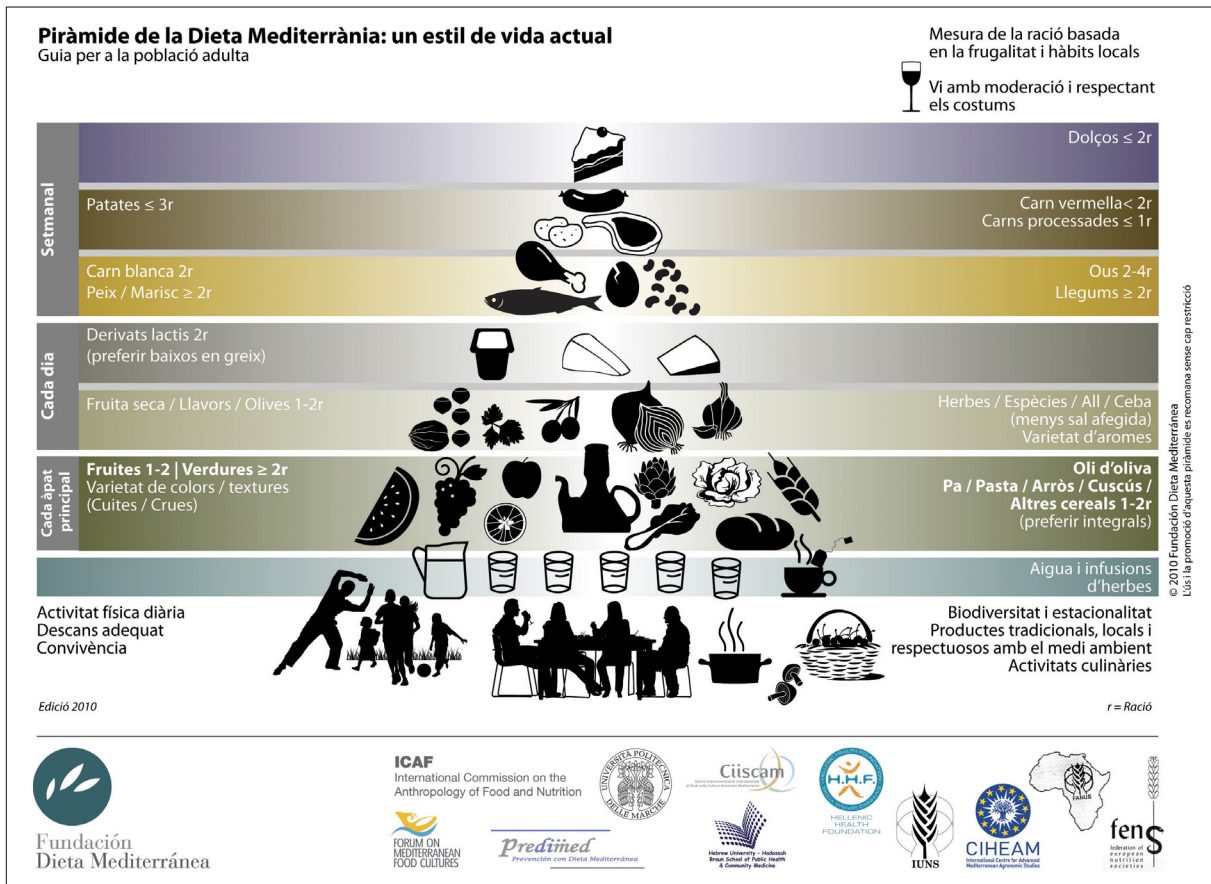 Piràmide de la Dieta Mediterrània: un estil de vida actual
Guia per a la població adulta
Mesura de la ració basada
en la frugalitat i hàbits locals
Vi amb moderació i respectant
els costums
Setmanal
Dolços ≤ 2r
Patates ≤ 3r
Carn vermella< 2r
Carns processades ≤ 1r
Carn blanca 2r
Peix / Marisc ≥ 2r
Ous 2-4r
Llegums ≥ 2r
Cada dia
Derivats lactis 2r
(preferir baixos en greix)
Fruita seca / Llavors / Olives 1-2r
Herbes / Espècies / All / Ceba
(menys sal afegida)
Varietat d’aromes
Cada àpat
principal
Fruites 1-2 | Verdures ≥ 2r
Varietat de colors / textures
(Cuites / Crues)
Oli d’oliva
Pa / Pasta / Arròs / Cuscús /
Altres cereals 1-2r
(preferir integrals)
Aigua i infusions
d’herbes
Activitat física diària
Descans adequat
Convivència
Biodiversitat i estacionalitat
Productes tradicionals, locals i
respectuosos amb el medi ambient
Activitats culinàries
© 2010 Fundación Dieta Mediterránea
L’ús i la promoció d’aquesta piràmide es recomana sense cap restricció
Edició 2010
r = Ració
Fundación
Dieta Mediterránea
ICAF
International Commission on the
Anthropology of Food and Nutrition
FORUM ON
MEDITERRANEAN
FOOD CULTURES
Predimed
Prevención con Dieta Mediterránea
UNIVERSITÀ POLITECNICA
DELLE MARCHE
Ciiscam
Hebrew University – Hadassah
Braun School of Public Health
& Community Medicine
H.H.F.
HELLENIC
HEALTH
FOUNDATION
IUNS
CIHEAM
International Centre for Advanced
Mediterranean Agronomic Studies
FANUS
fens
federation of
european
nutrition
societies